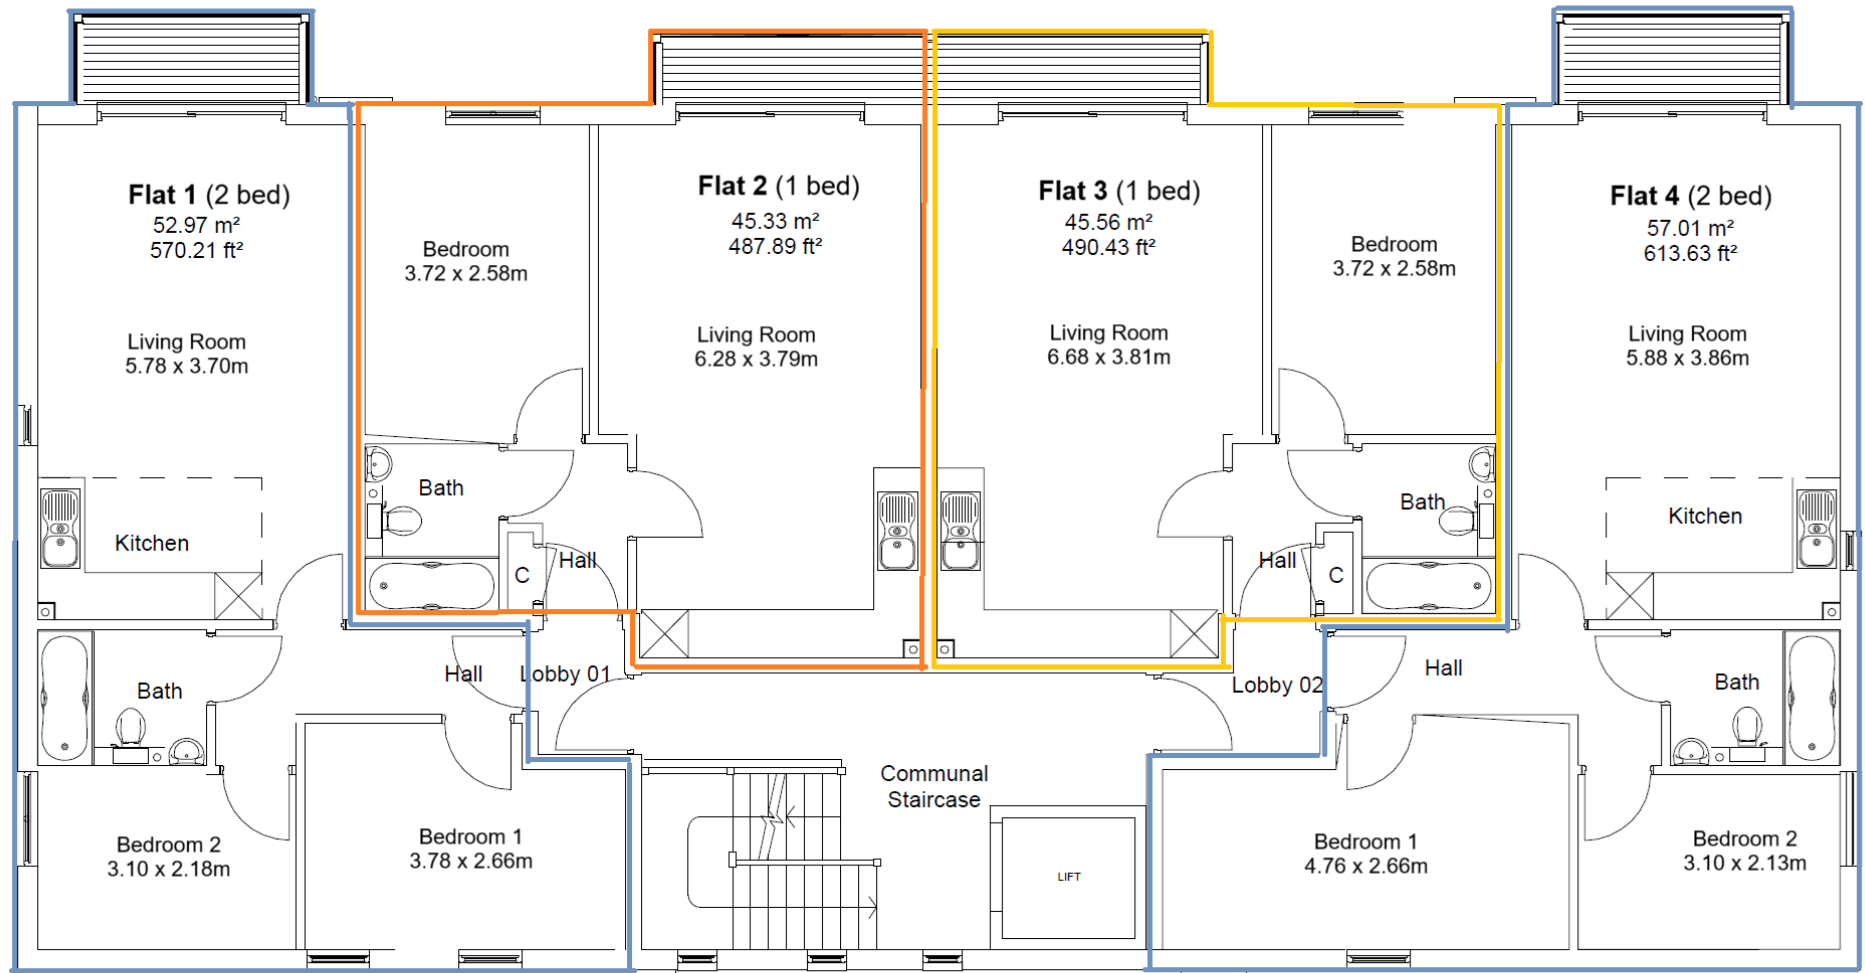 Flat 1 (2 bed)
52.97 m²
570.21 ft²
Living Room
5.78 x 3.70m
Kitchen
Bath
Hall
Bedroom 2
3.10 x 2.18m
Bedroom 1
3.78 x 2.66m
Flat 2 (1 bed)
45.33 m²
487.89 ft²
Bedroom
3.72 x 2.58m
Living Room
6.28 x 3.79m
Bath
C
Hall
Lobby 01
Flat 3 (1 bed)
45.56 m²
490.43 ft²
Living Room
6.68 x 3.81m
Bedroom
3.72 x 2.58m
Bath
Hall
C
Lobby 02
Communal
Staircase
LIFT
Flat 4 (2 bed)
57.01 m²
613.63 ft²
Living Room
5.88 x 3.86m
Kitchen
Hall
Bath
Bedroom 1
4.76 x 2.66m
Bedroom 2
3.10 x 2.13m